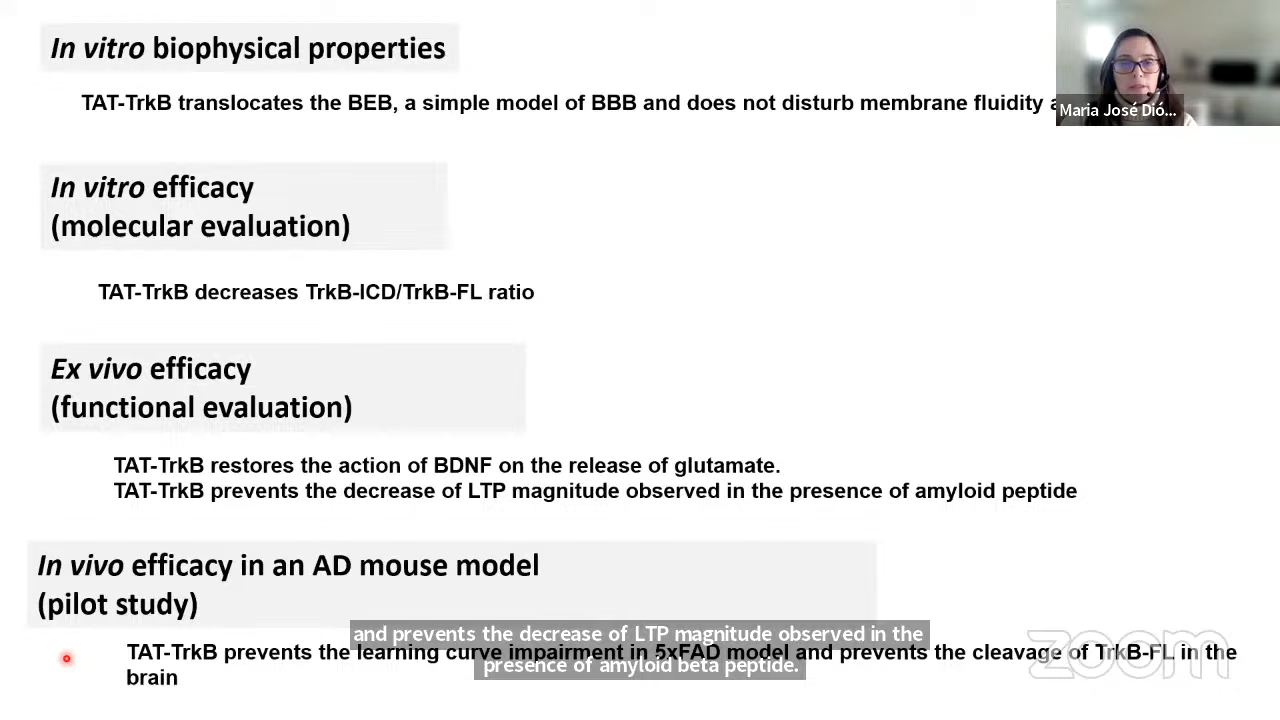 In vitro biophysical properties
TAT-TrkB translocates the BEB, a simple model of BBB and does not disturb membrane fluidity a
Maria José Dió...
In vitro efficacy
(molecular evaluation)
TAT-TrkB decreases TrkB-ICD/TrkB-FL ratio
Ex vivo efficacy
(functional evaluation)
TAT-TrkB restores the action of BDNF on the release of glutamate.
TAT-TrkB prevents the decrease of LTP magnitude observed in the presence of amyloid peptide
In vivo efficacy in an AD mouse model
(pilot study)
and prevents the decrease of LTP magnitude observed in the
presence of amyloid beta peptide.
TAT-TrkB prevents the learning curve impairment in 5xFAD model and prevents the cleavage of TrkB-FL in the
brain
zoom